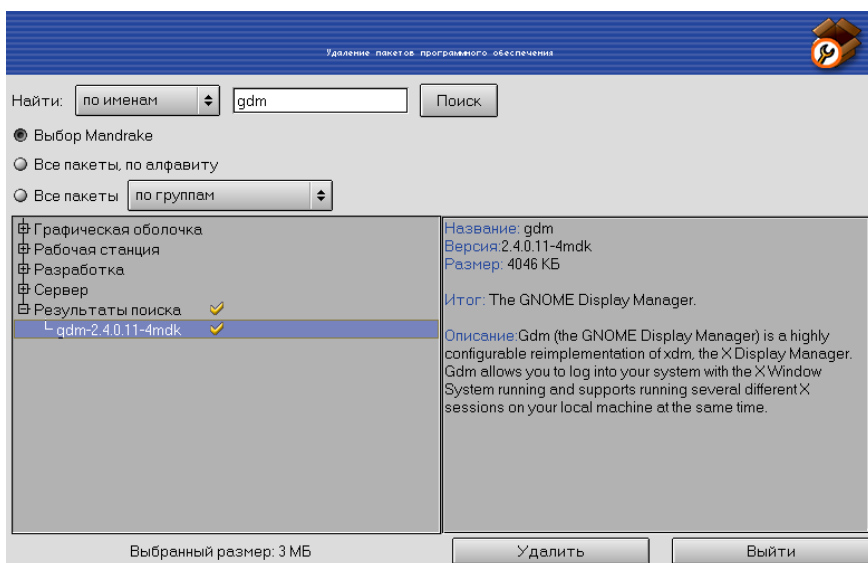 Удаление пакетов программного обеспечения
Найти: по именам gdm Поиск
Выбор Mandrake
Все пакеты, по алфавиту
Все пакеты по группам
Графическая оболочка
Рабочая станция
Разработка
Сервер
Результаты поиска
gdm-2.4.0.11-4mdk
Название: gdm
Версия:2.4.0.11-4mdk
Размер: 4046 КБ
Итог: The GNOME Display Manager.
Описание:Gdm (the GNOME Display Manager) is a highly
configurable reimplementation of xdm, the X Display Manager.
Gdm allows you to log into your system with the X Window
System running and supports running several different X
sessions on your local machine at the same time.
Выбранный размер: 3 МБ
Удалить Выйти